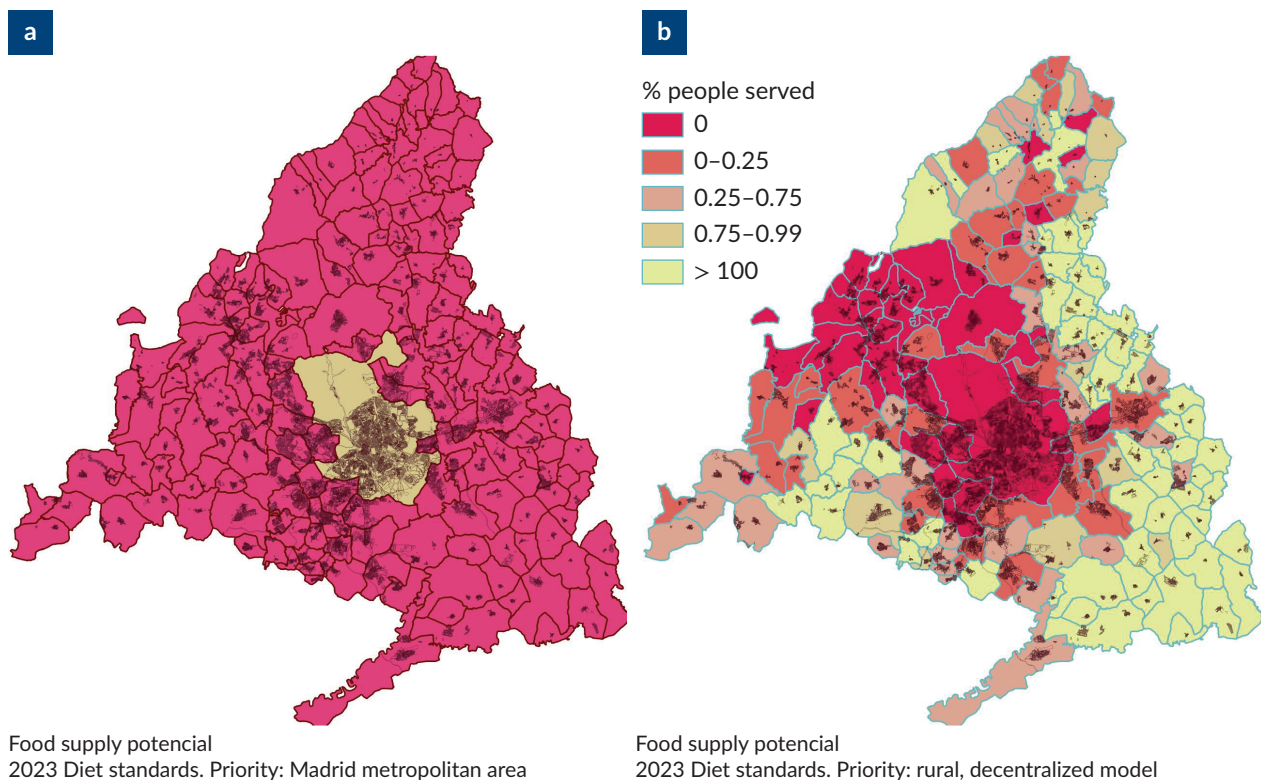 a
b
% people served
0
0–0.25
0.25–0.75
0.75–0.99
> 100
Food supply potencial
2023 Diet standards. Priority: Madrid metropolitan area
Food supply potencial
2023 Diet standards. Priority: rural, decentralized model